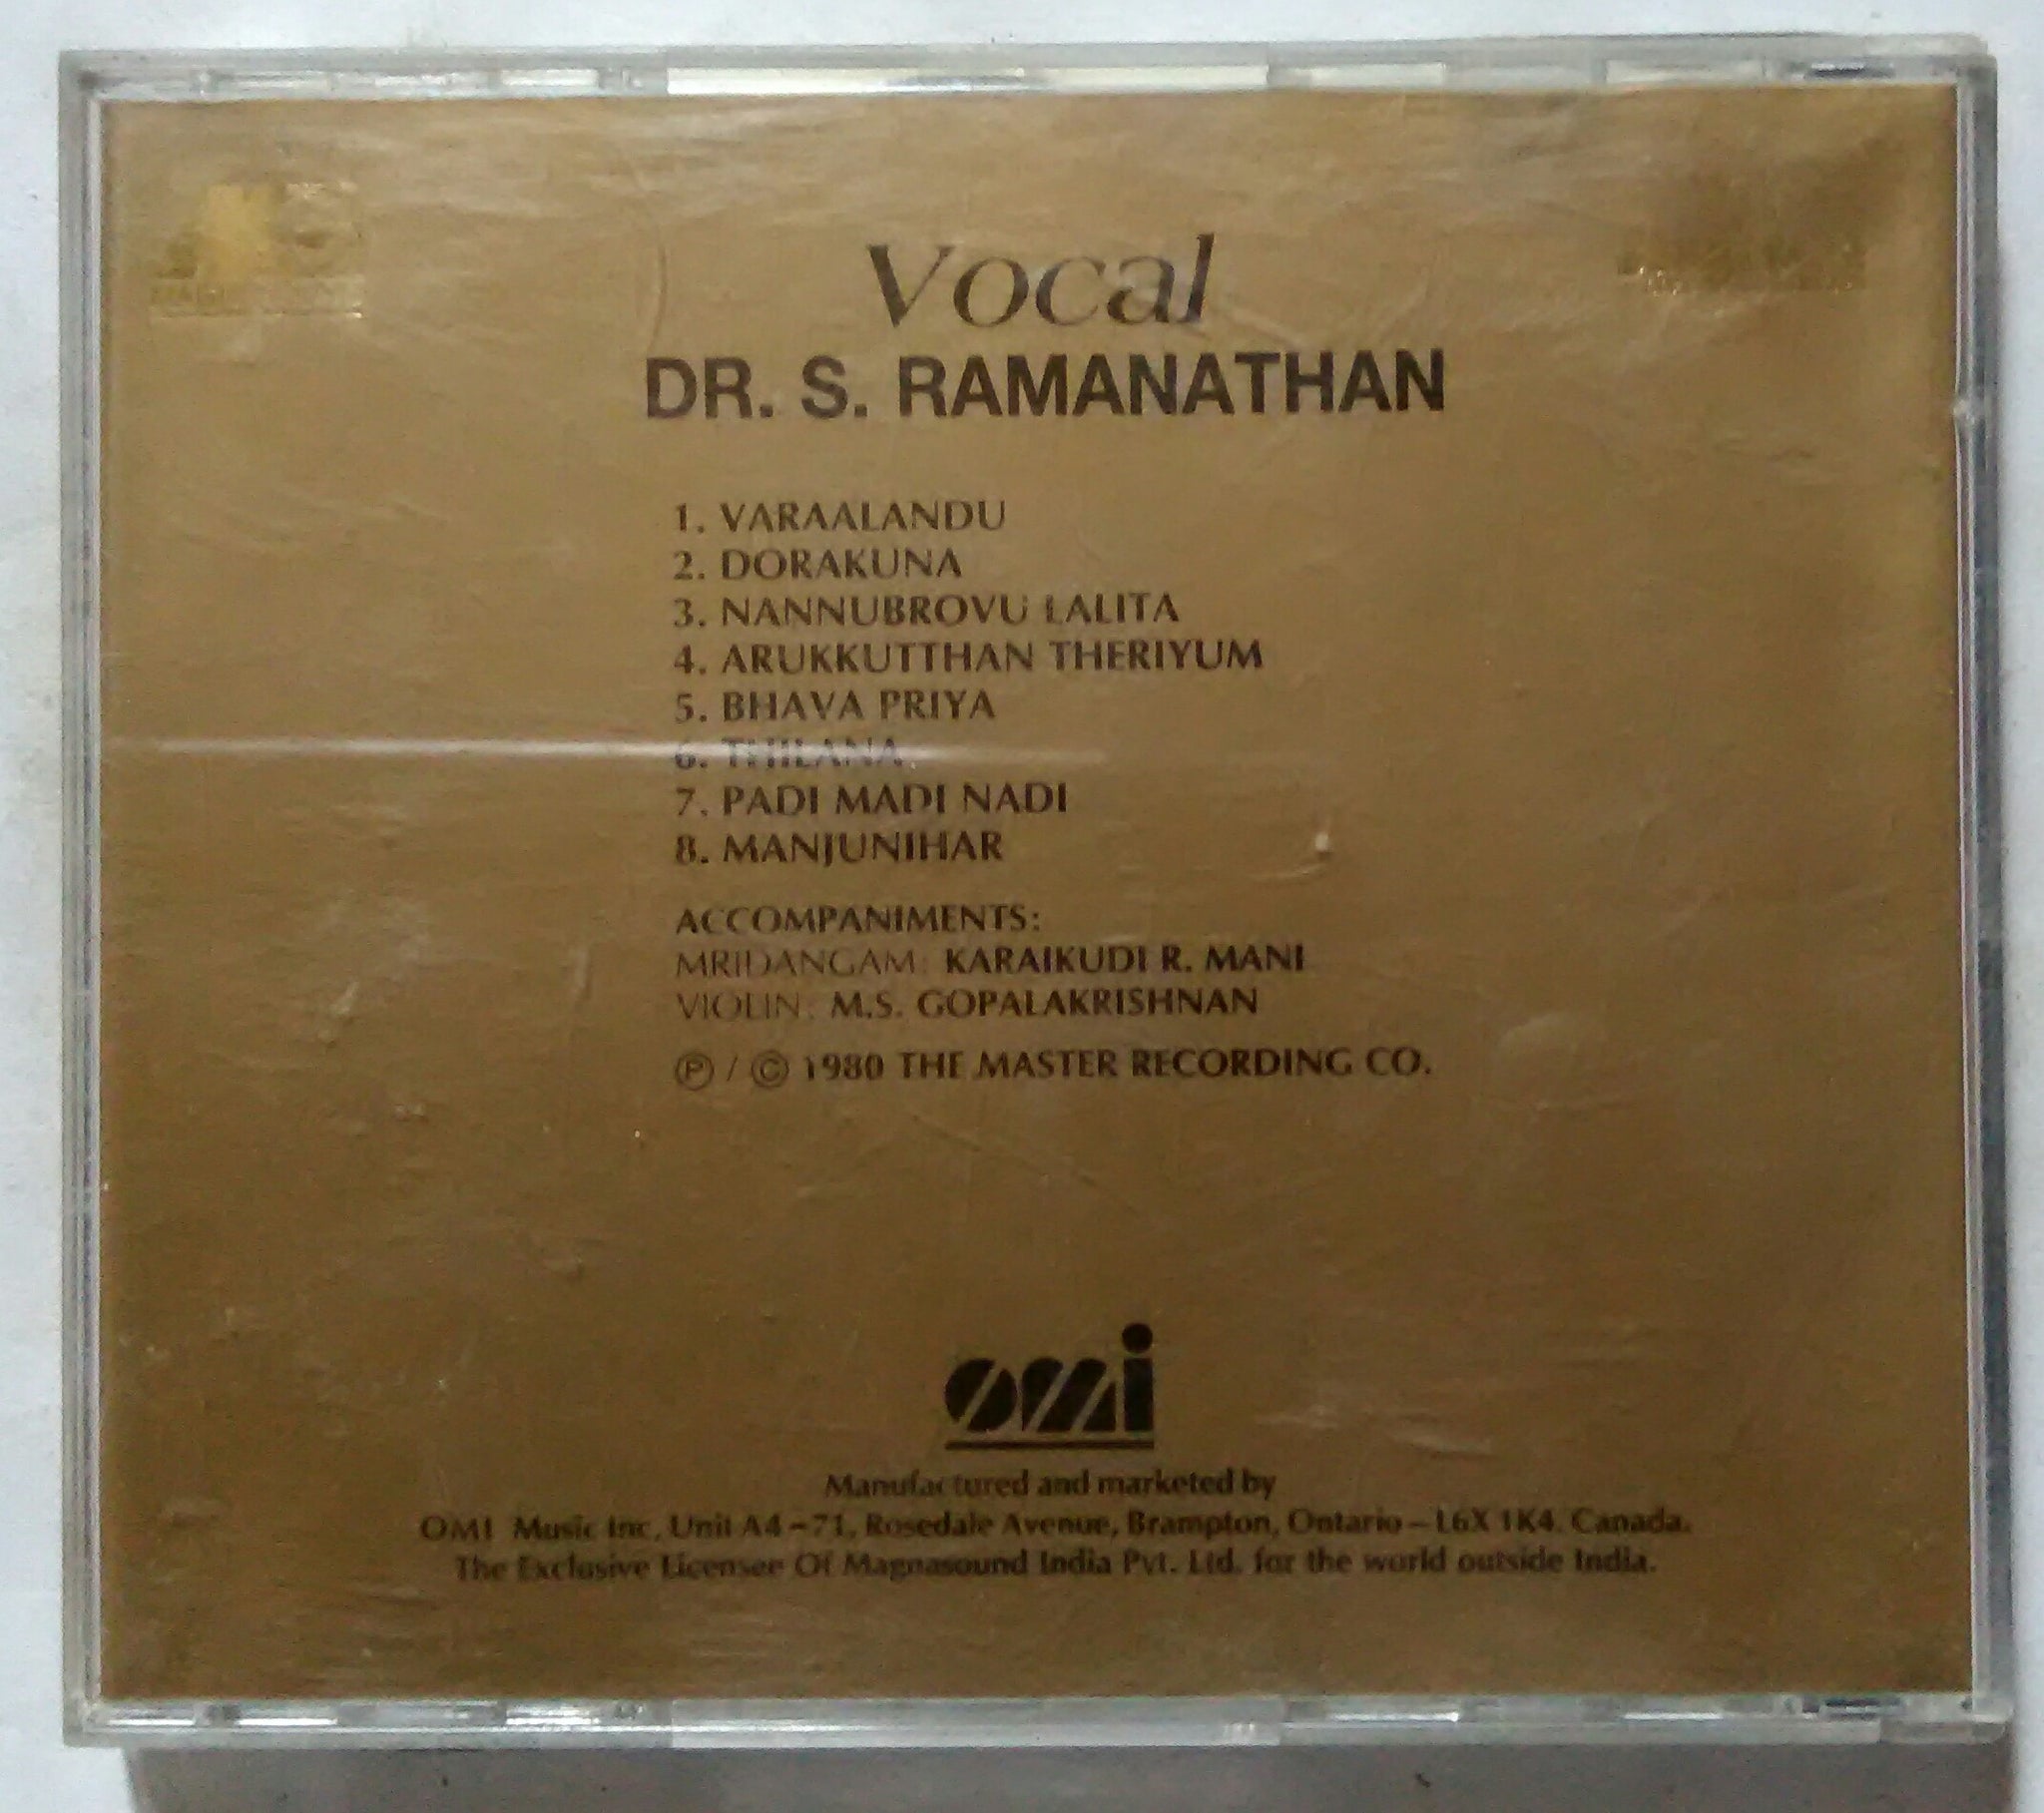 Vocal
DR. S. RAMANATHAN
1. VARAALANDU
2. DORAKUNA
3. NANNUBROVU LALITA
4. ARUKKUTTHAN THERIYUM
5. BHAVA PRIYA
6. THILANA
7. PADI MADI NADI
8. MANJUNIHAR
ACCOMPANIMENTS:
MRIDANGAM: KARAIKUDI R. MANI
VIOLIN: M.S. GOPALAKRISHNAN
Ⓟ / © 1980 THE MASTER RECORDING CO.
omi
Manufactured and marketed by
OMI Music Inc, Unit A4-71, Rosedale Avenue, Brampton, Ontario - L6X 1K4. Canada.
The Exclusive Licensee Of Magnasound India Pvt. Ltd. for the world outside India.